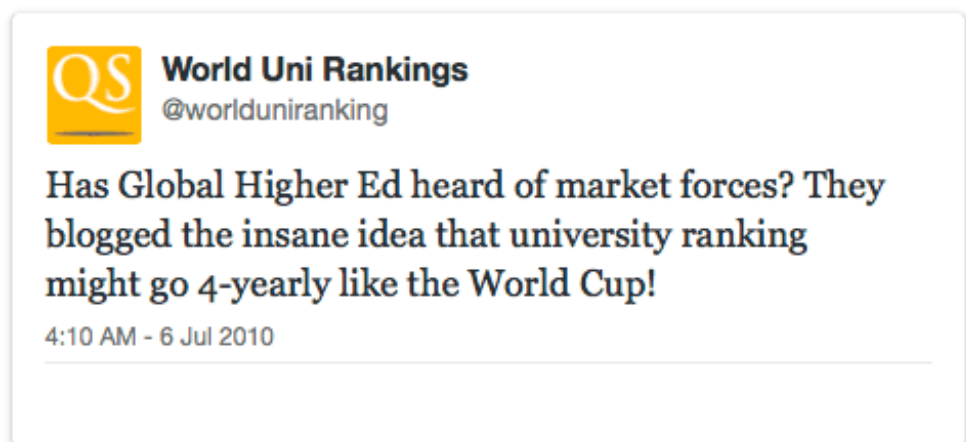 QS
World Uni Rankings
@worlduniranking
Has Global Higher Ed heard of market forces? They
blogged the insane idea that university ranking
might go 4-yearly like the World Cup!
4:10 AM - 6 Jul 2010